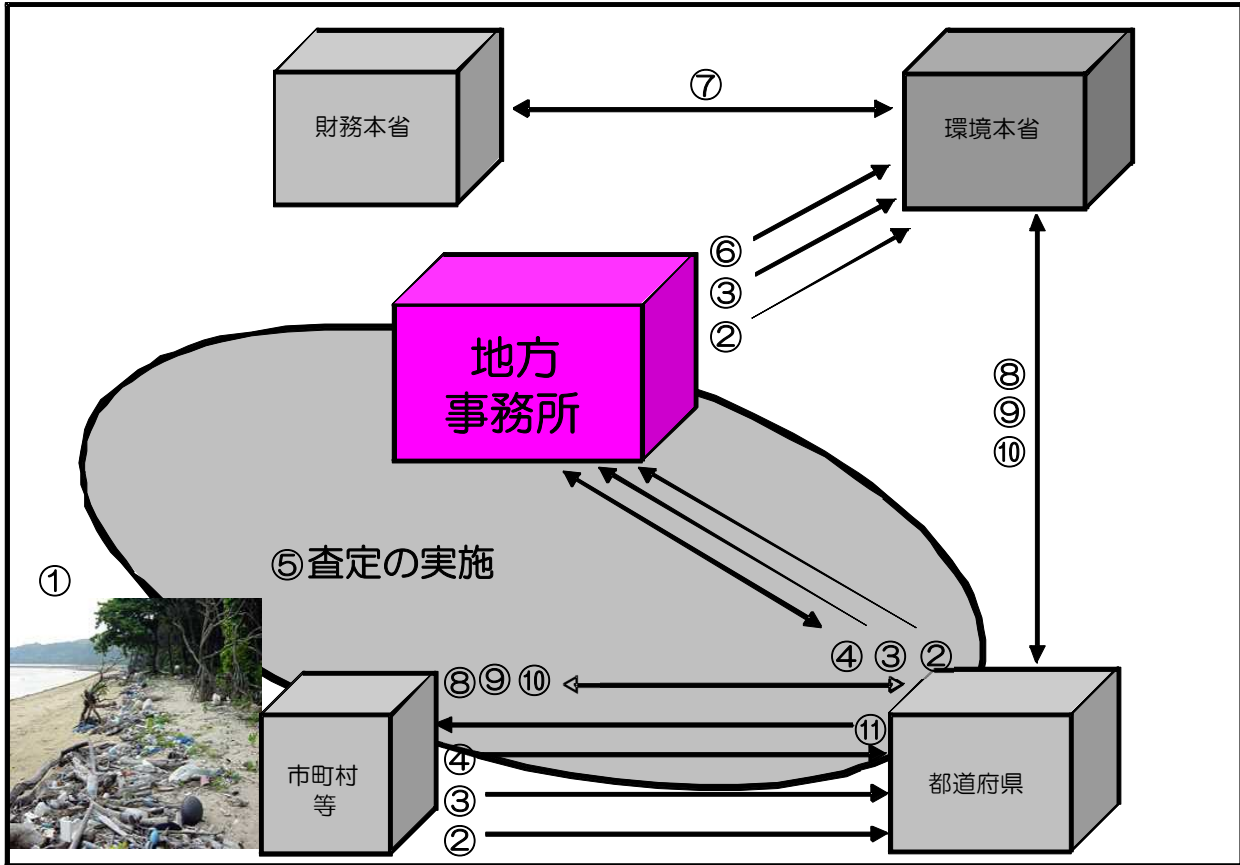 財務本省
⑦
環境本省
⑥
③
②
地方
事務所
⑧
⑨
⑩
⑤査定の実施
①
④ ③ ②
⑧⑨ ⑩
⑪
④
③
②
市町村
等
都道府県